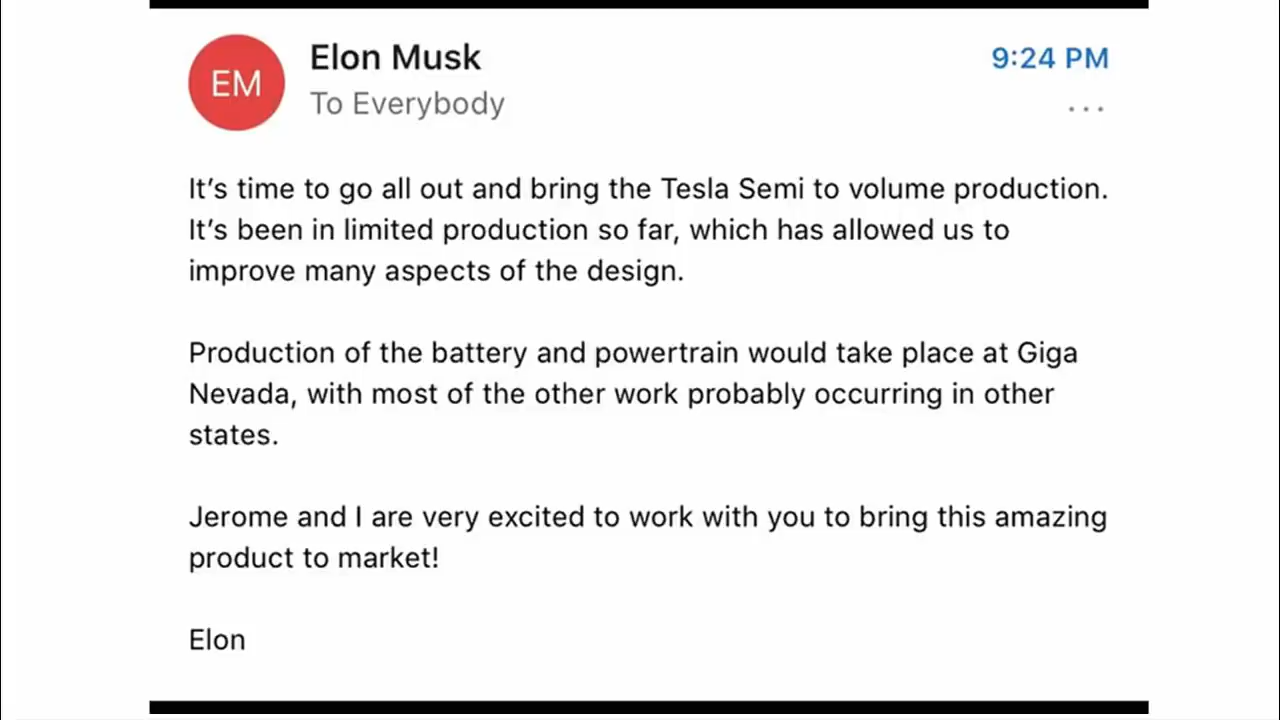 EM
Elon Musk
9:24 PM
To Everybody
...
It’s time to go all out and bring the Tesla Semi to volume production.
It’s been in limited production so far, which has allowed us to
improve many aspects of the design.
Production of the battery and powertrain would take place at Giga
Nevada, with most of the other work probably occurring in other
states.
Jerome and I are very excited to work with you to bring this amazing
product to market!
Elon